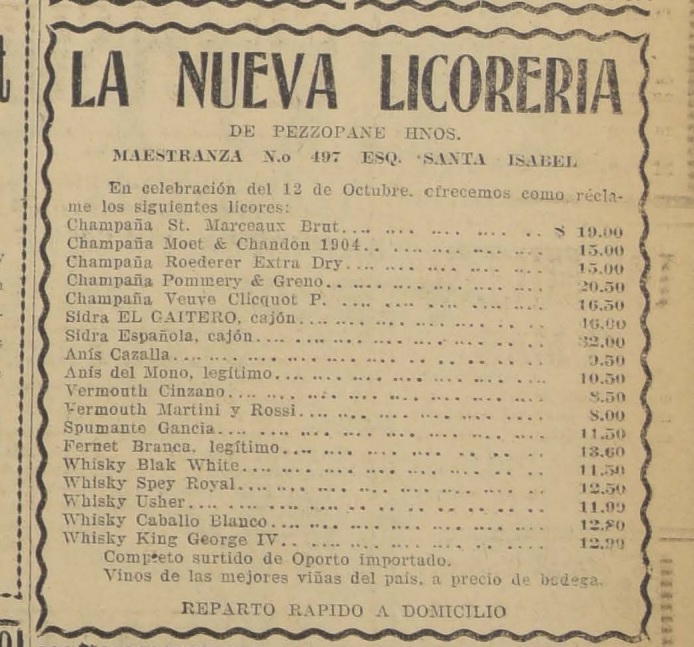 LA NUEVA LICORERIA
DE PEZZOPANE HNOS.
MAESTRANZA N.o 497 ESQ. SANTA ISABEL
En celebración del 12 de Octubre. ofrecemos como récla-
me los siguientes licores:
Champaña St. Marceaux Brut.... .... .... .... .. .. $ 19.00
Champaña Moet & Chandón 1904.. .. .... .... .... .. 15.00
Champaña Roederer Extra Dry.... .... .... .... .. .. 15.00
Champaña Pommery & Greno.. .. .... .... .... .. .. 20.50
Champaña Veuve Clicquot P. .... .... .... .... .. .. 16.50
Sidra EL GAITERO, cajón.... .... .... .... .... .. .. 46.00
Sidra Española, cajón.. .... .... .... .... .... .. .. 32.00
Anís Cazalla.... .... .... .... .... .... .... .. .. 9.50
Anís del Mono, legítimo.... .... .... .... .... .. .. 10.50
Vermouth Cinzano.. .. .... .... .... .... .... .. .. 8.50
Vermouth Martini y Rossi.. .. .... .... .... .. .. 8.00
Spumante Gancia.. .... .... .... .... .... .... .. .. 11.50
Fernet Branca, legítimo.. .. .... .... .... .... .. .. 13.60
Whisky Blak White.... .... .... .... .... .... .. .. 11.50
Whisky Spey Royal.... .... .... .... .... .... .. .. 12.50
Whisky Usher.... .... .... .... .... .... .... .. .. 11.90
Whisky Caballo Blanco.... .... .... .... .... .. .. 12.80
Whisky King George IV.. .. .... .... .... .... .. .. 12.90
Completo surtido de Oporto importado.
Vinos de las mejores viñas del país, a precio de bodega.
REPARTO RAPIDO A DOMICILIO